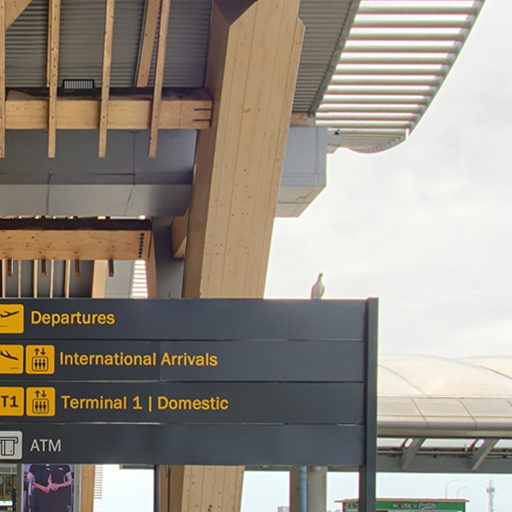 Departures
International Arrivals
T1 Terminal 1 | Domestic
ATM